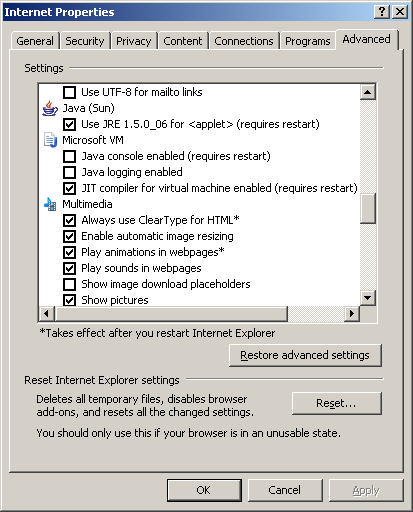 Internet Properties
General Security Privacy Content Connections Programs Advanced
Settings
Use UTF-8 for mailto links
Java (Sun)
Use JRE 1.5.0_06 for <applet> (requires restart)
Microsoft VM
Java console enabled (requires restart)
Java logging enabled
JIT compiler for virtual machine enabled (requires restart)
Multimedia
Always use ClearType for HTML*
Enable automatic image resizing
Play animations in webpages*
Play sounds in webpages
Show image download placeholders
Show pictures
*Takes effect after you restart Internet Explorer
Restore advanced settings
Reset Internet Explorer settings
Deletes all temporary files, disables browser
add-ons, and resets all the changed settings.
Reset...
You should only use this if your browser is in an unusable state.
OK Cancel Apply